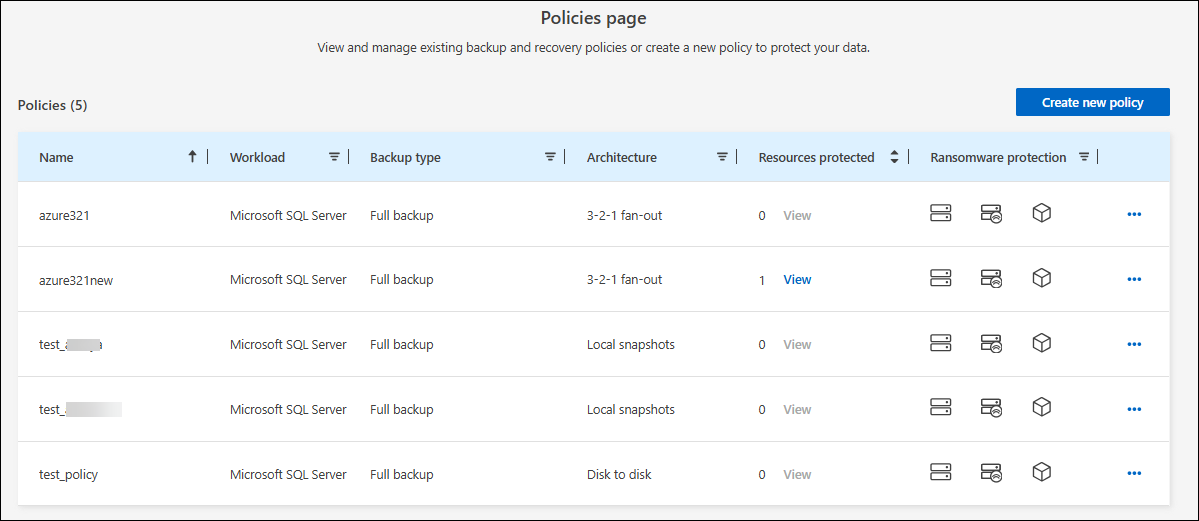 Policies page
View and manage existing backup and recovery policies or create a new policy to protect your data.
Policies (5)
Create new policy
Name Workload Backup type Architecture Resources protected Ransomware protection
azure321 Microsoft SQL Server Full backup 3-2-1 fan-out 0 View
azure321new Microsoft SQL Server Full backup 3-2-1 fan-out 1 View
test_ Microsoft SQL Server Full backup Local snapshots 0 View
test_ Microsoft SQL Server Full backup Local snapshots 0 View
test_policy Microsoft SQL Server Full backup Disk to disk 0 View